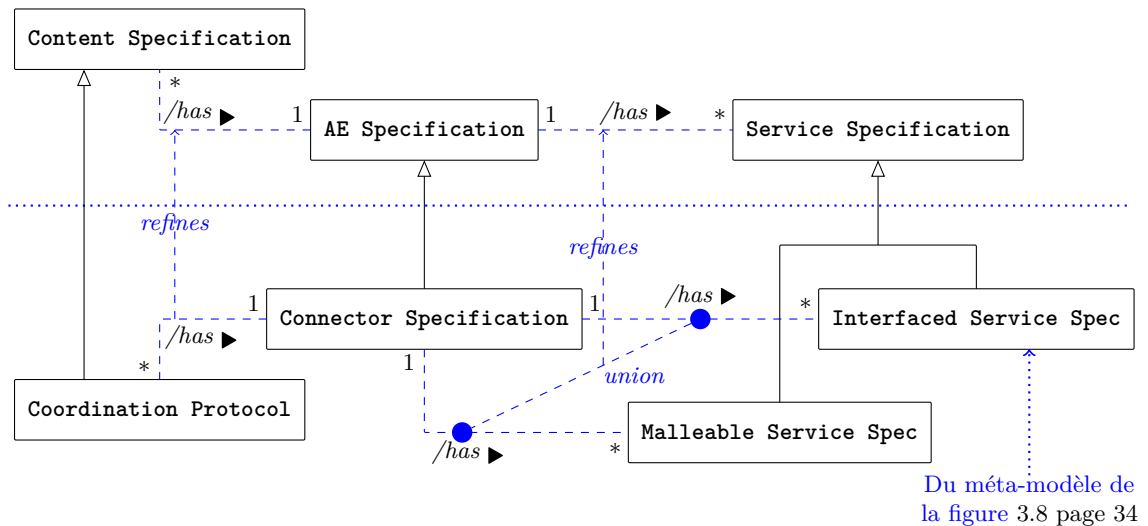 Content Specification
*
/has ▶
1
AE Specification
1
/has ▶
*
Service Specification
refines
refines
1
/has ▶
*
Connector Specification
1
/has ▶
*
Interfaced Service Spec
1
union
Coordination Protocol
/has ▶
*
Malleable Service Spec
Du méta-modèle de
la figure 3.8 page 34